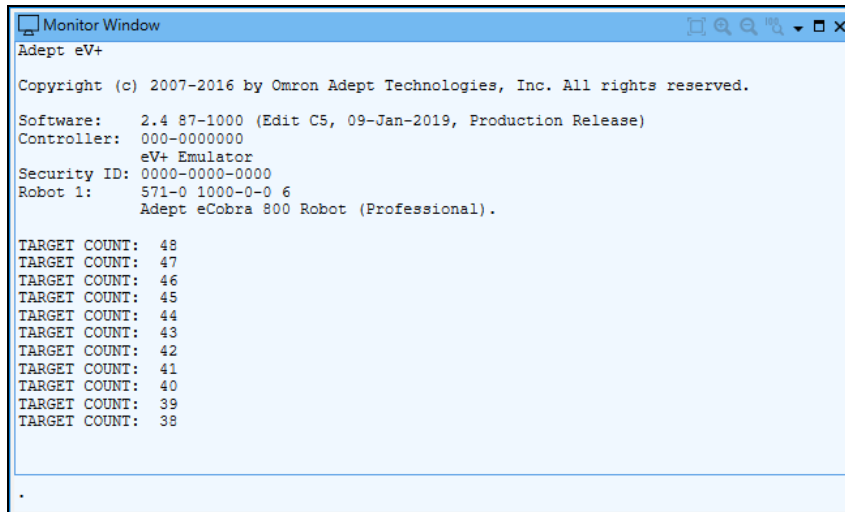 Monitor Window
Adept eV+
Copyright (c) 2007-2016 by Omron Adept Technologies, Inc. All rights reserved.
Software: 2.4 87-1000 (Edit C5, 09-Jan-2019, Production Release)
Controller: 000-0000000
eV+ Emulator
Security ID: 0000-0000-0000
Robot 1: 571-0 1000-0-0 6
Adept eCobra 800 Robot (Professional).
TARGET COUNT: 48
TARGET COUNT: 47
TARGET COUNT: 46
TARGET COUNT: 45
TARGET COUNT: 44
TARGET COUNT: 43
TARGET COUNT: 42
TARGET COUNT: 41
TARGET COUNT: 40
TARGET COUNT: 39
TARGET COUNT: 38
.